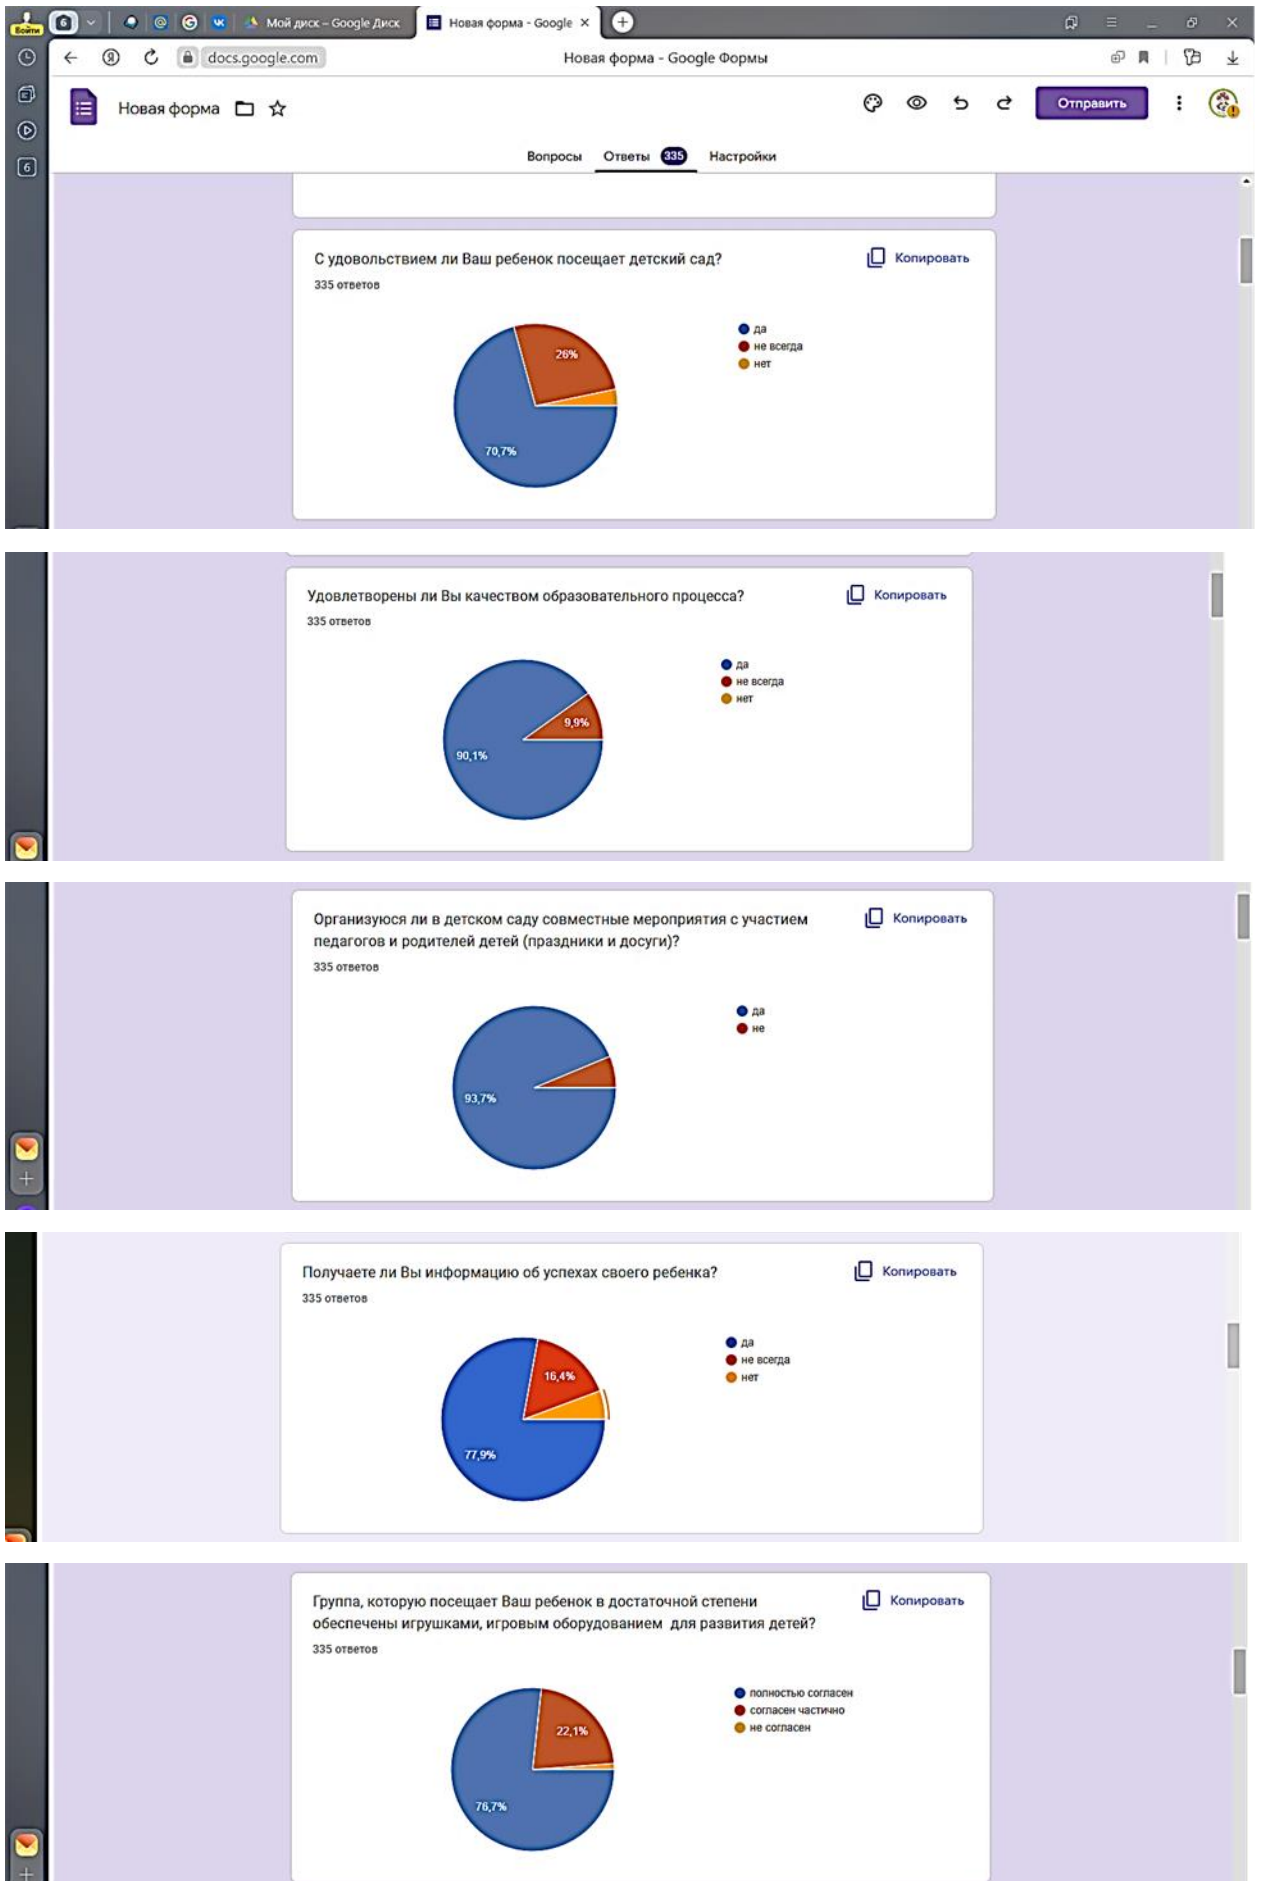 Войти
6
Мой диск – Google Диск
Новая форма - Google
docs.google.com
Новая форма - Google Формы
Новая форма
Отправить
6
Вопросы
Ответы 335
Настройки
С удовольствием ли Ваш ребенок посещает детский сад?
Копировать
335 ответов
да
не всегда
нет
26%
70,7%
Удовлетворены ли Вы качеством образовательного процесса?
Копировать
335 ответов
да
не всегда
нет
9,9%
90,1%
Организуюся ли в детском саду совместные мероприятия с участием
педагогов и родителей детей (праздники и досуги)?
Копировать
335 ответов
да
не
93,7%
Получаете ли Вы информацию об успехах своего ребенка?
Копировать
335 ответов
да
не всегда
нет
16,4%
77,9%
Группа, которую посещает Ваш ребенок в достаточной степени
обеспечены игрушками, игровым оборудованием для развития детей?
Копировать
335 ответов
полностью согласен
согласен частично
не согласен
22,1%
76,7%